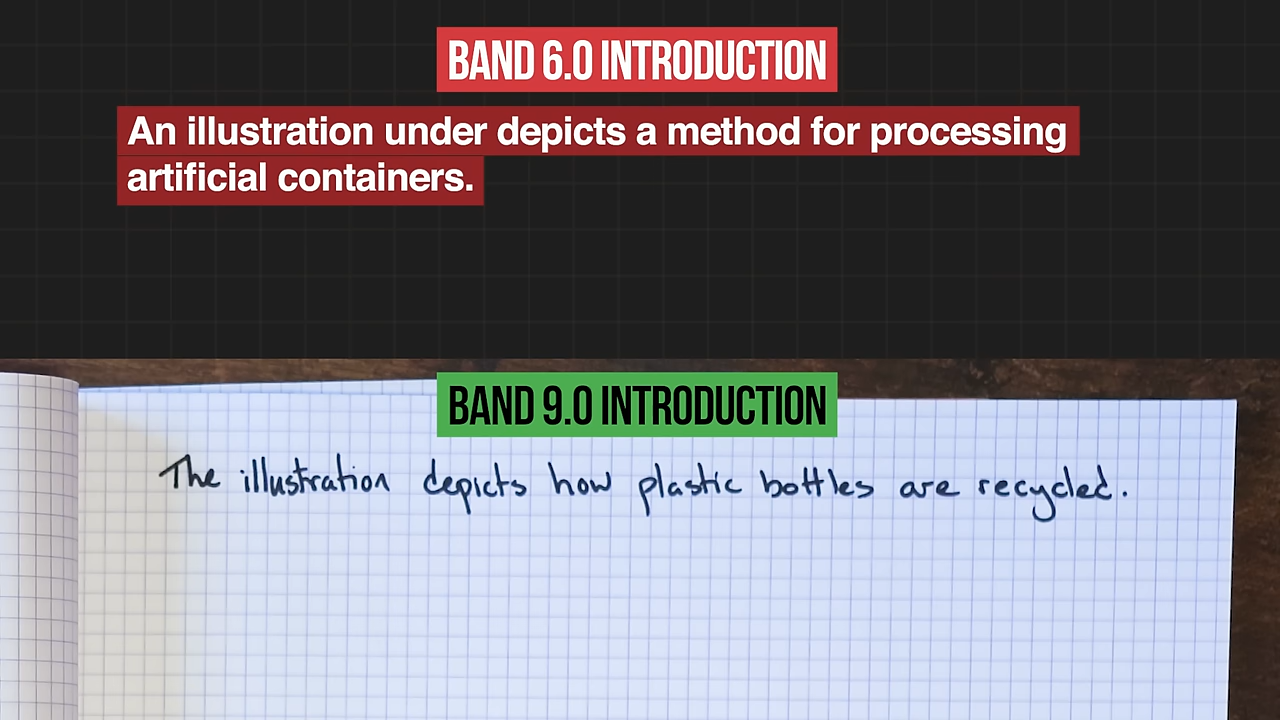 BAND 6.0 INTRODUCTION
An illustration under depicts a method for processing
artificial containers.
BAND 9.0 INTRODUCTION
The illustration depicts how plastic bottles are recycled.